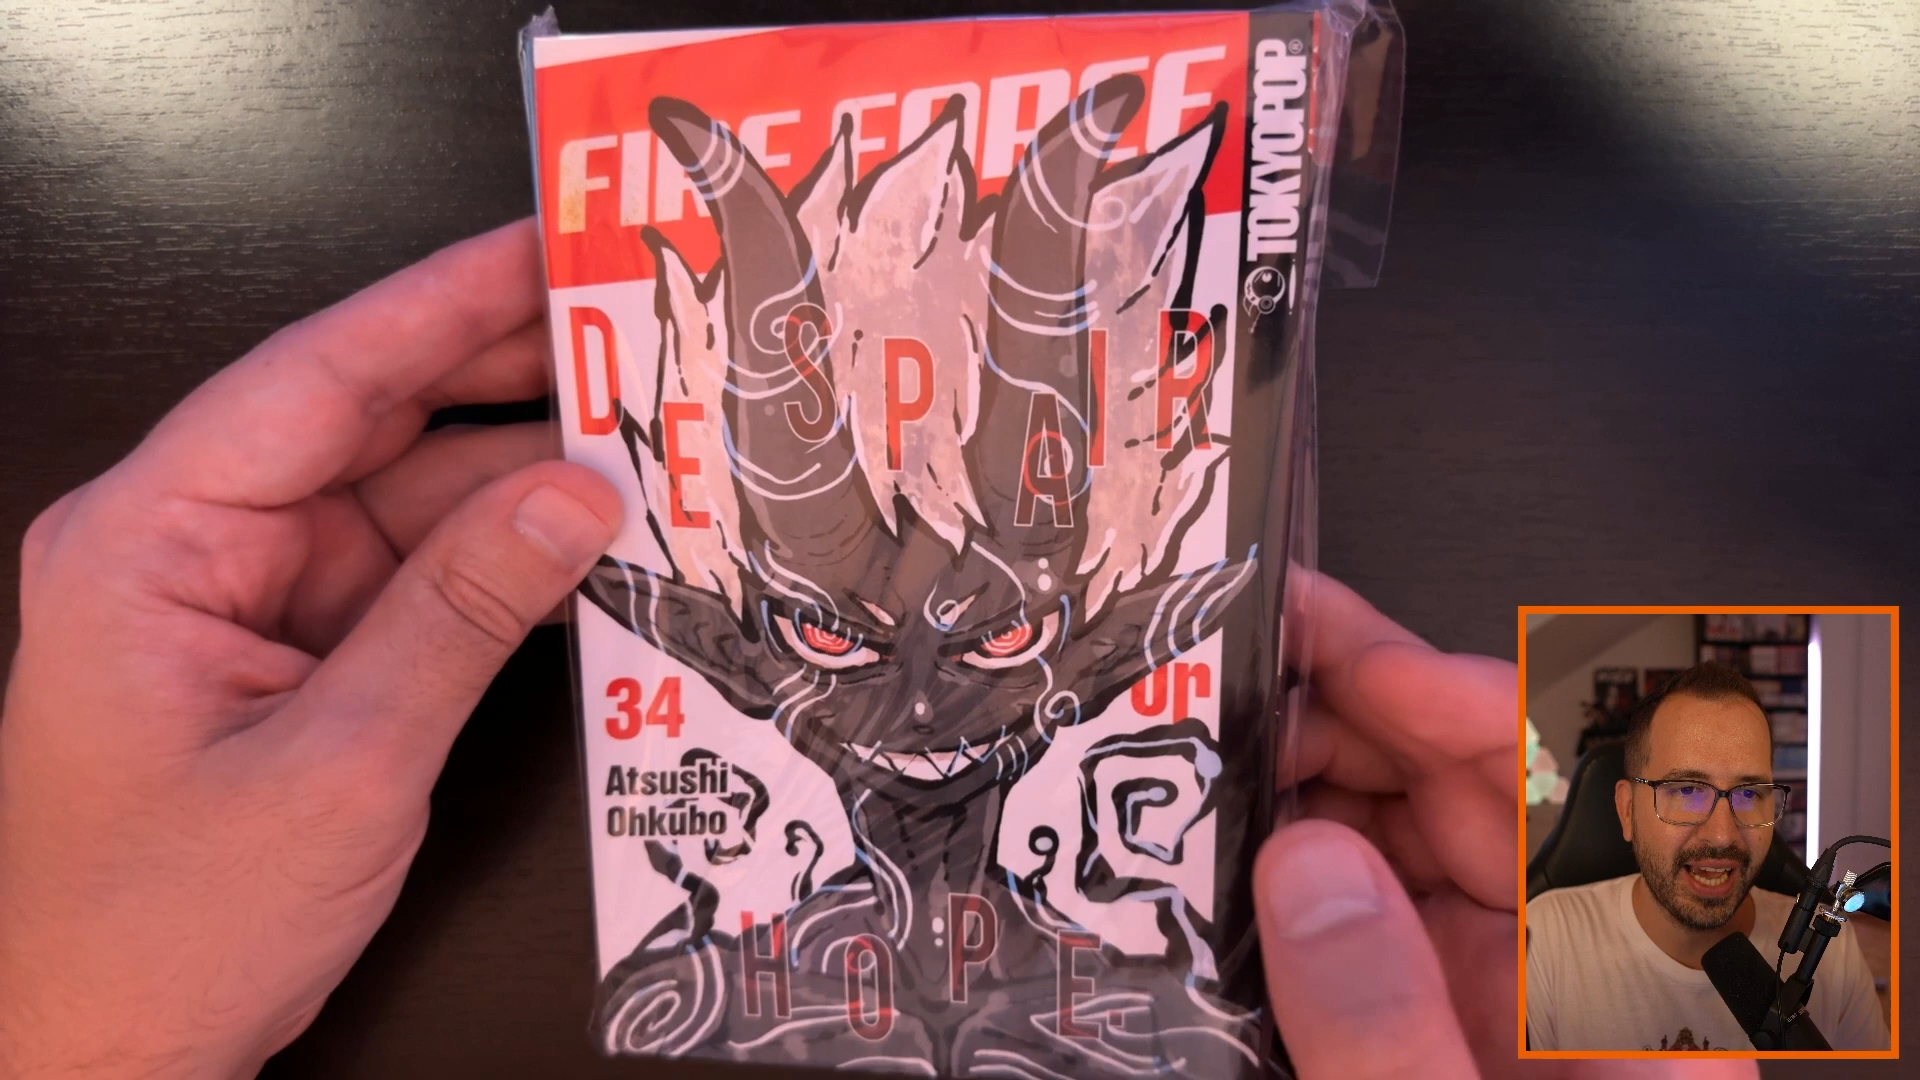 FIRE FORCE
TOKYOPOP®
DESPAIR
34
or
Atsushi
Ohkubo
HOPE.